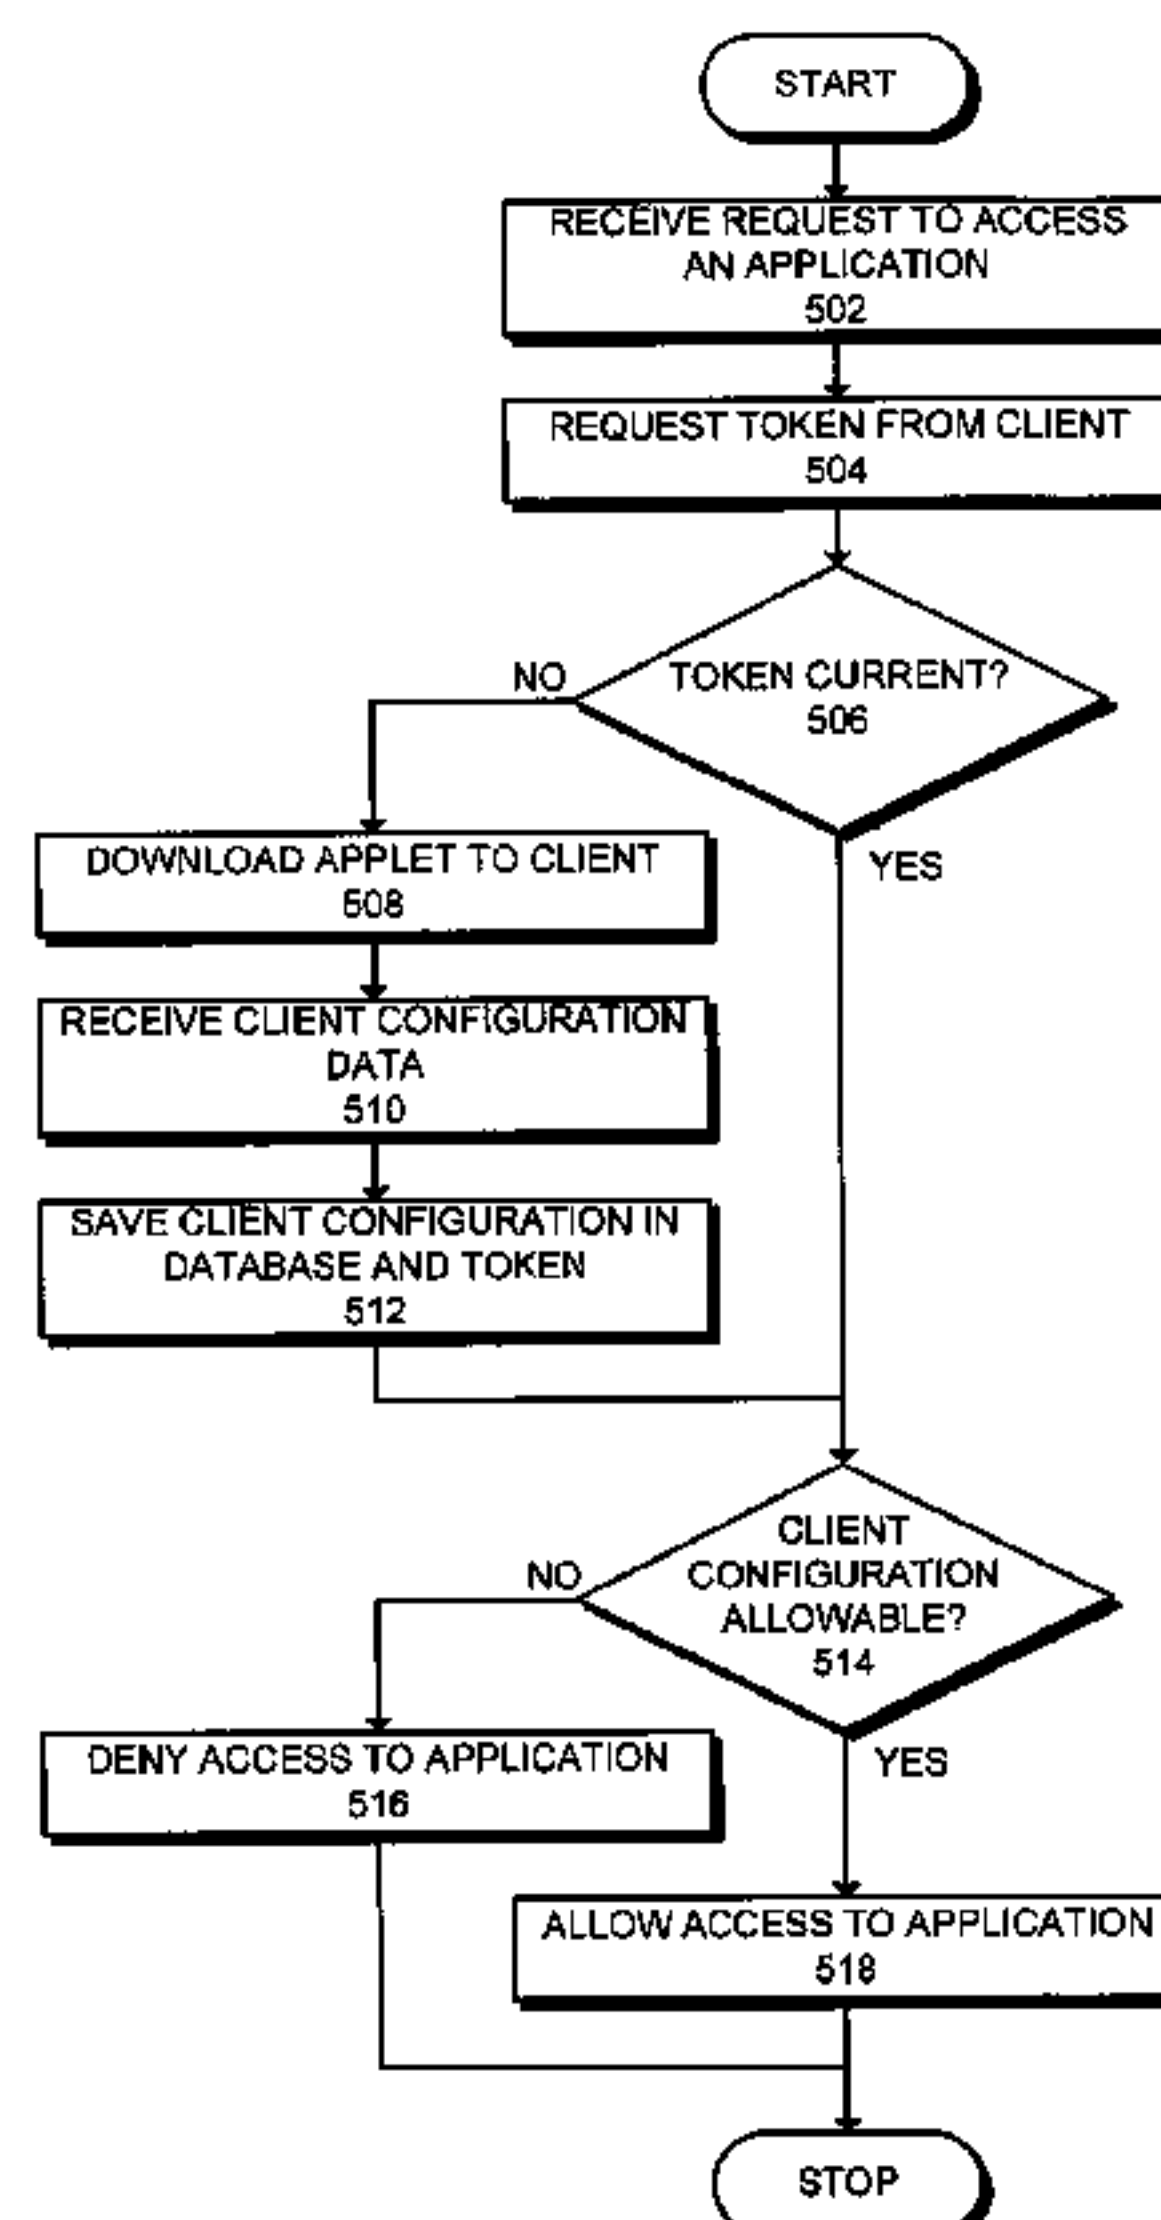 START
RECEIVE REQUEST TO ACCESS
AN APPLICATION
502
REQUEST TOKEN FROM CLIENT
504
TOKEN CURRENT?
506
NO
YES
DOWNLOAD APPLET TO CLIENT
508
RECEIVE CLIENT CONFIGURATION
DATA
510
SAVE CLIENT CONFIGURATION IN
DATABASE AND TOKEN
512
CLIENT
CONFIGURATION
ALLOWABLE?
514
NO
YES
DENY ACCESS TO APPLICATION
516
ALLOW ACCESS TO APPLICATION
518
STOP